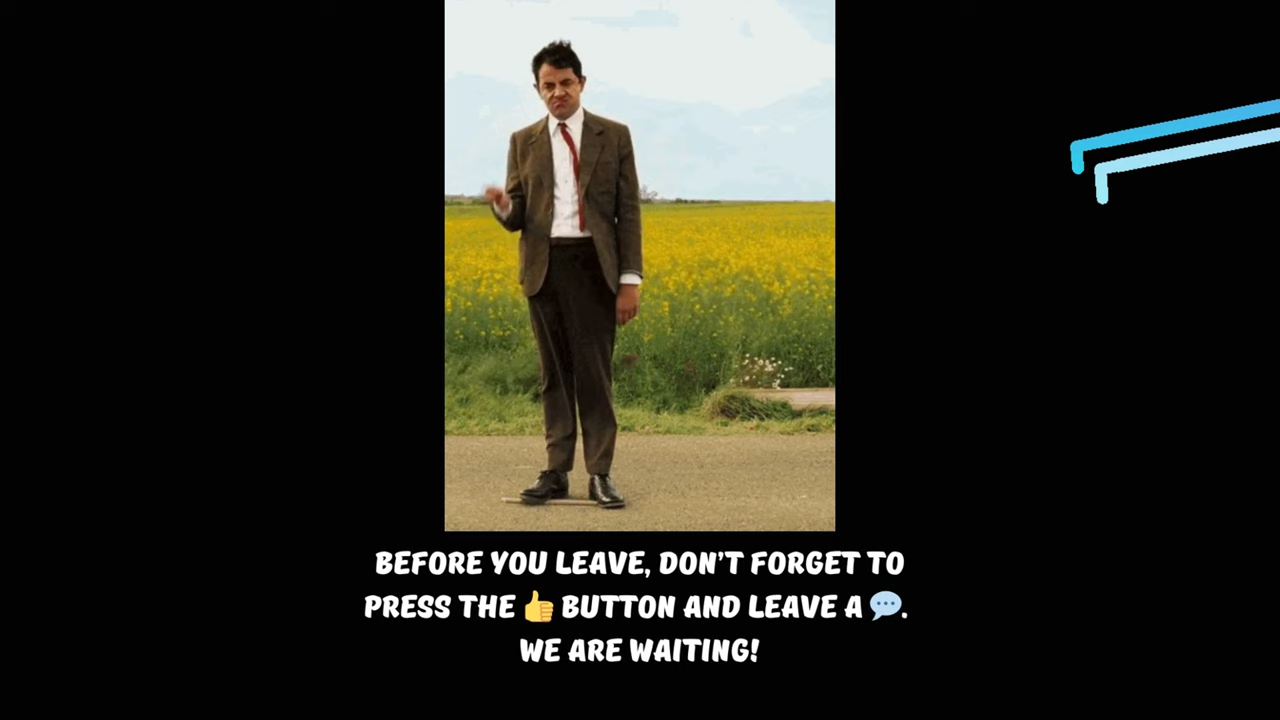 BEFORE YOU LEAVE, DON'T FORGET TO
PRESS THE 👍 BUTTON AND LEAVE A 💬.
WE ARE WAITING!